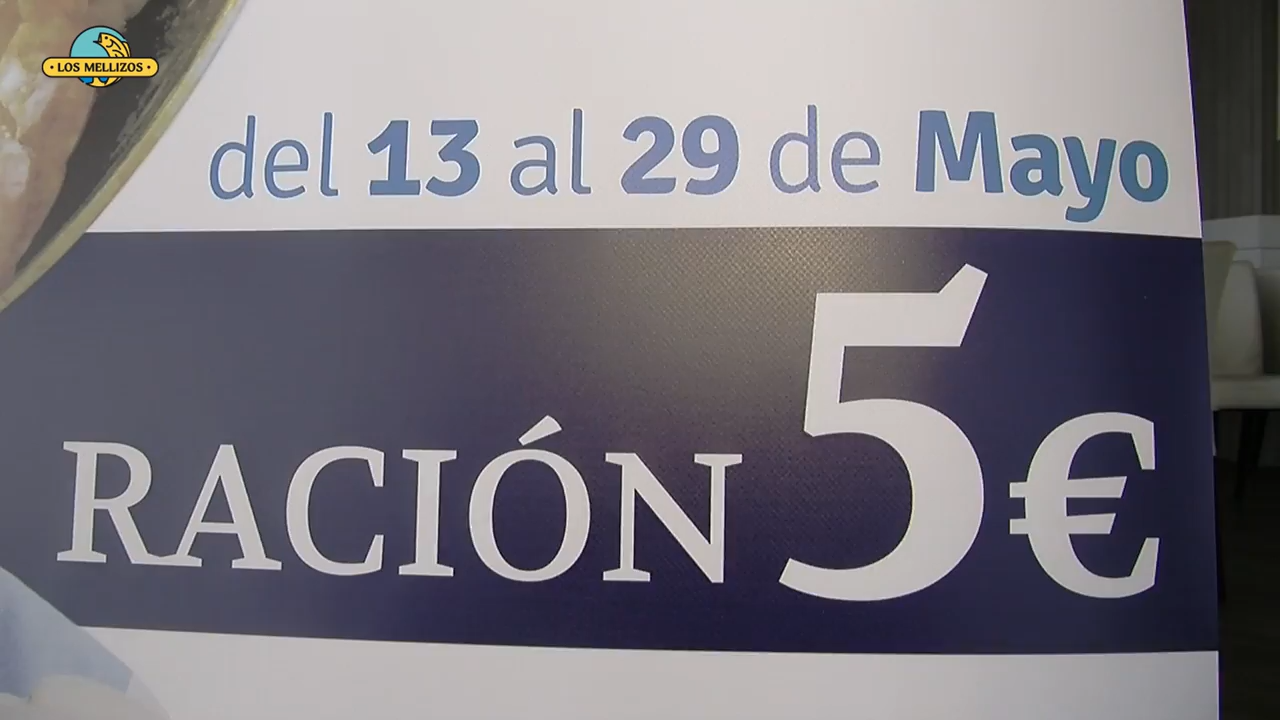 · LOS MELLIZOS ·
del 13 al 29 de Mayo
RACIÓN 5€